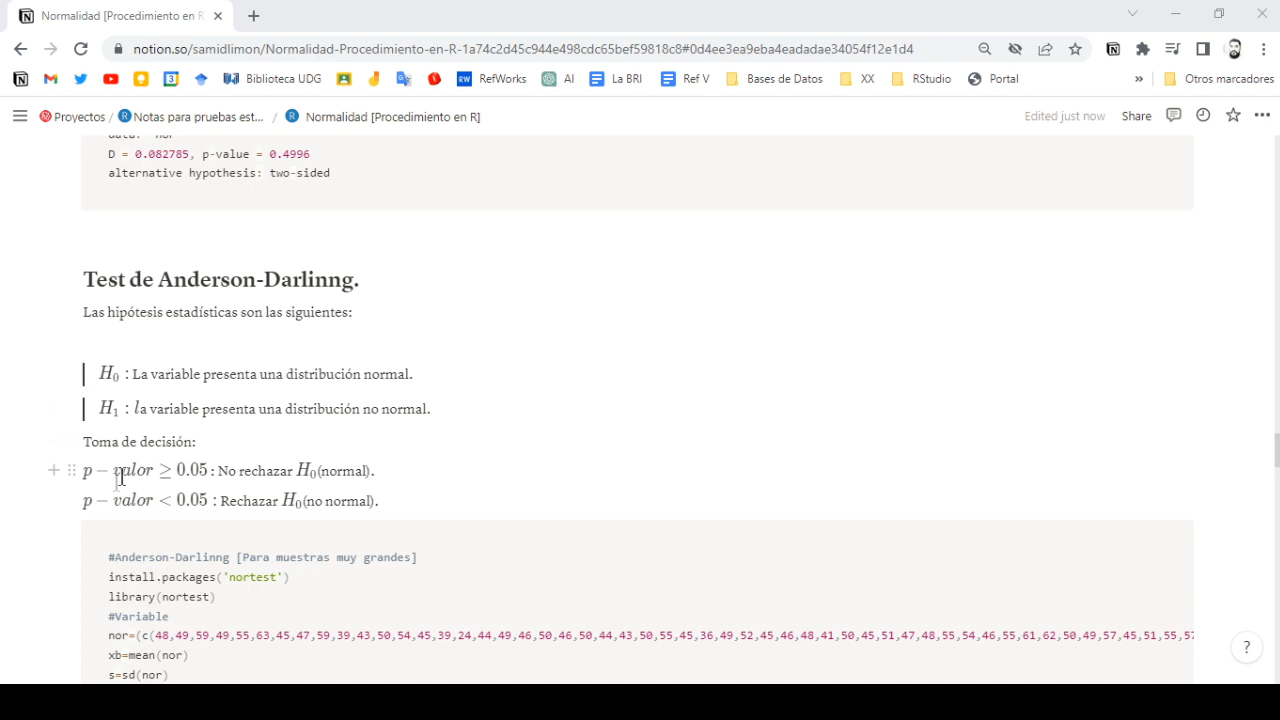 Normalidad [Procedimiento en R
notion.so/samidlimon/Normalidad-Procedimiento-en-R-1a74c2d45c944e498cdc65bef59818c8#0d4ee3ea9eba4eadadae34054f12e1d4
Biblioteca UDG RefWorks AI La BRI Ref V Bases de Datos XX RStudio Portal » Otros marcadores
Proyectos / Notas para pruebas est... / Normalidad [Procedimiento en R] Edited just now Share
D = 0.082785, p-value = 0.4996
alternative hypothesis: two-sided
Test de Anderson-Darlinng.
Las hipótesis estadísticas son las siguientes:
H0 : La variable presenta una distribución normal.
H1 : la variable presenta una distribución no normal.
Toma de decisión:
p − valor ≥ 0.05 : No rechazar H0(normal).
p − valor < 0.05 : Rechazar H0(no normal).
#Anderson-Darlinng [Para muestras muy grandes]
install.packages('nortest')
library(nortest)
#Variable
nor=(c(48,49,59,49,55,63,45,47,59,39,43,50,54,45,39,24,44,49,46,50,46,50,44,43,50,55,45,36,49,52,45,46,48,41,50,45,51,47,48,55,54,46,55,61,62,50,49,57,45,51,55,57
xb=mean(nor)
s=sd(nor)
?